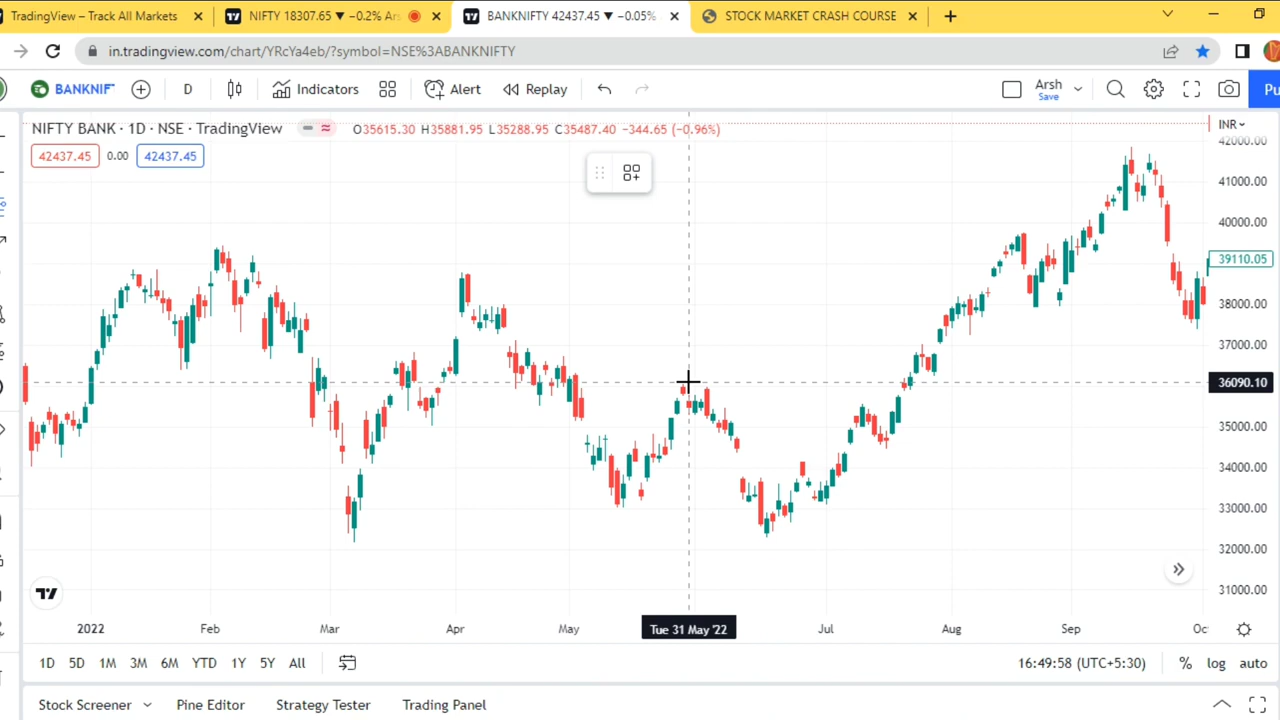 TradingView – Track All Markets
NIFTY 18307.65 ▼ −0.2% Ars
BANKNIFTY 42437.45 ▼ −0.05%
STOCK MARKET CRASH COURSE
in.tradingview.com/chart/YRcYa4eb/?symbol=NSE%3ABANKNIFTY
BANKNIF
D
Indicators
Alert
Replay
Arsh
Save
Pu
NIFTY BANK · 1D · NSE · TradingView
O35615.30 H35881.95 L35288.95 C35487.40 −344.65 (−0.96%)
INR
42437.45 0.00 42437.45
42000.00
41000.00
40000.00
39110.05
38000.00
37000.00
36090.10
35000.00
34000.00
33000.00
32000.00
31000.00
2022 Feb Mar Apr May Tue 31 May '22 Jul Aug Sep Oc
1D 5D 1M 3M 6M YTD 1Y 5Y All
16:49:58 (UTC+5:30) % log auto
Stock Screener Pine Editor Strategy Tester Trading Panel